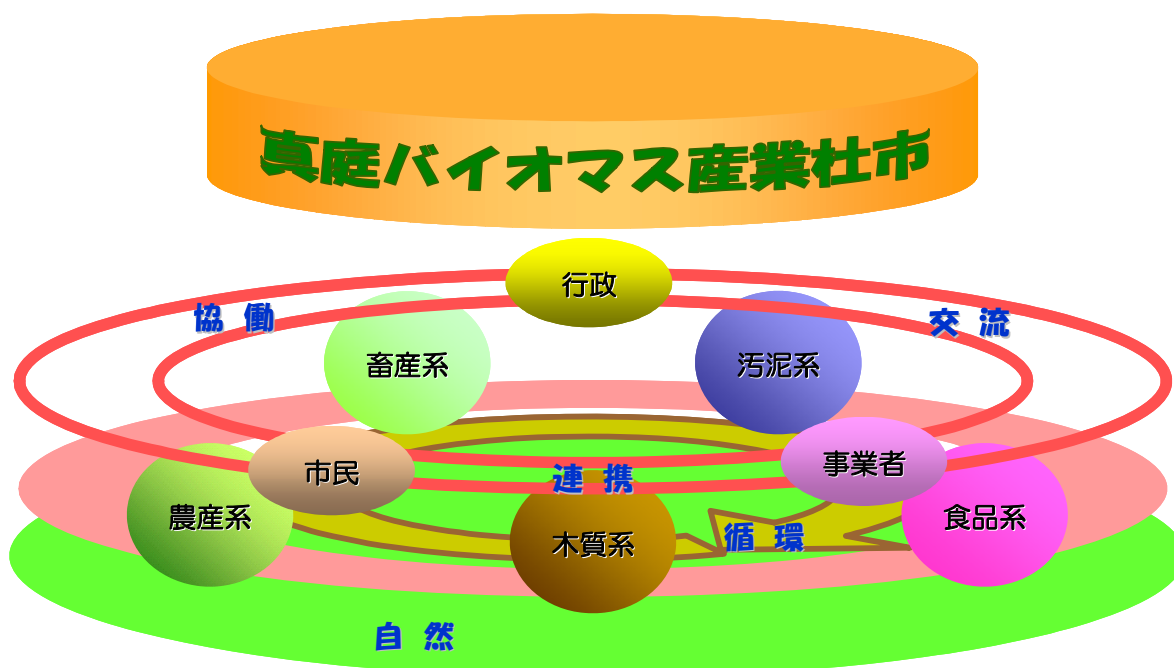 真庭バイオマス産業杜市
行政
協働
交流
畜産系
汚泥系
市民
事業者
連携
農産系
食品系
木質系
循環
自然